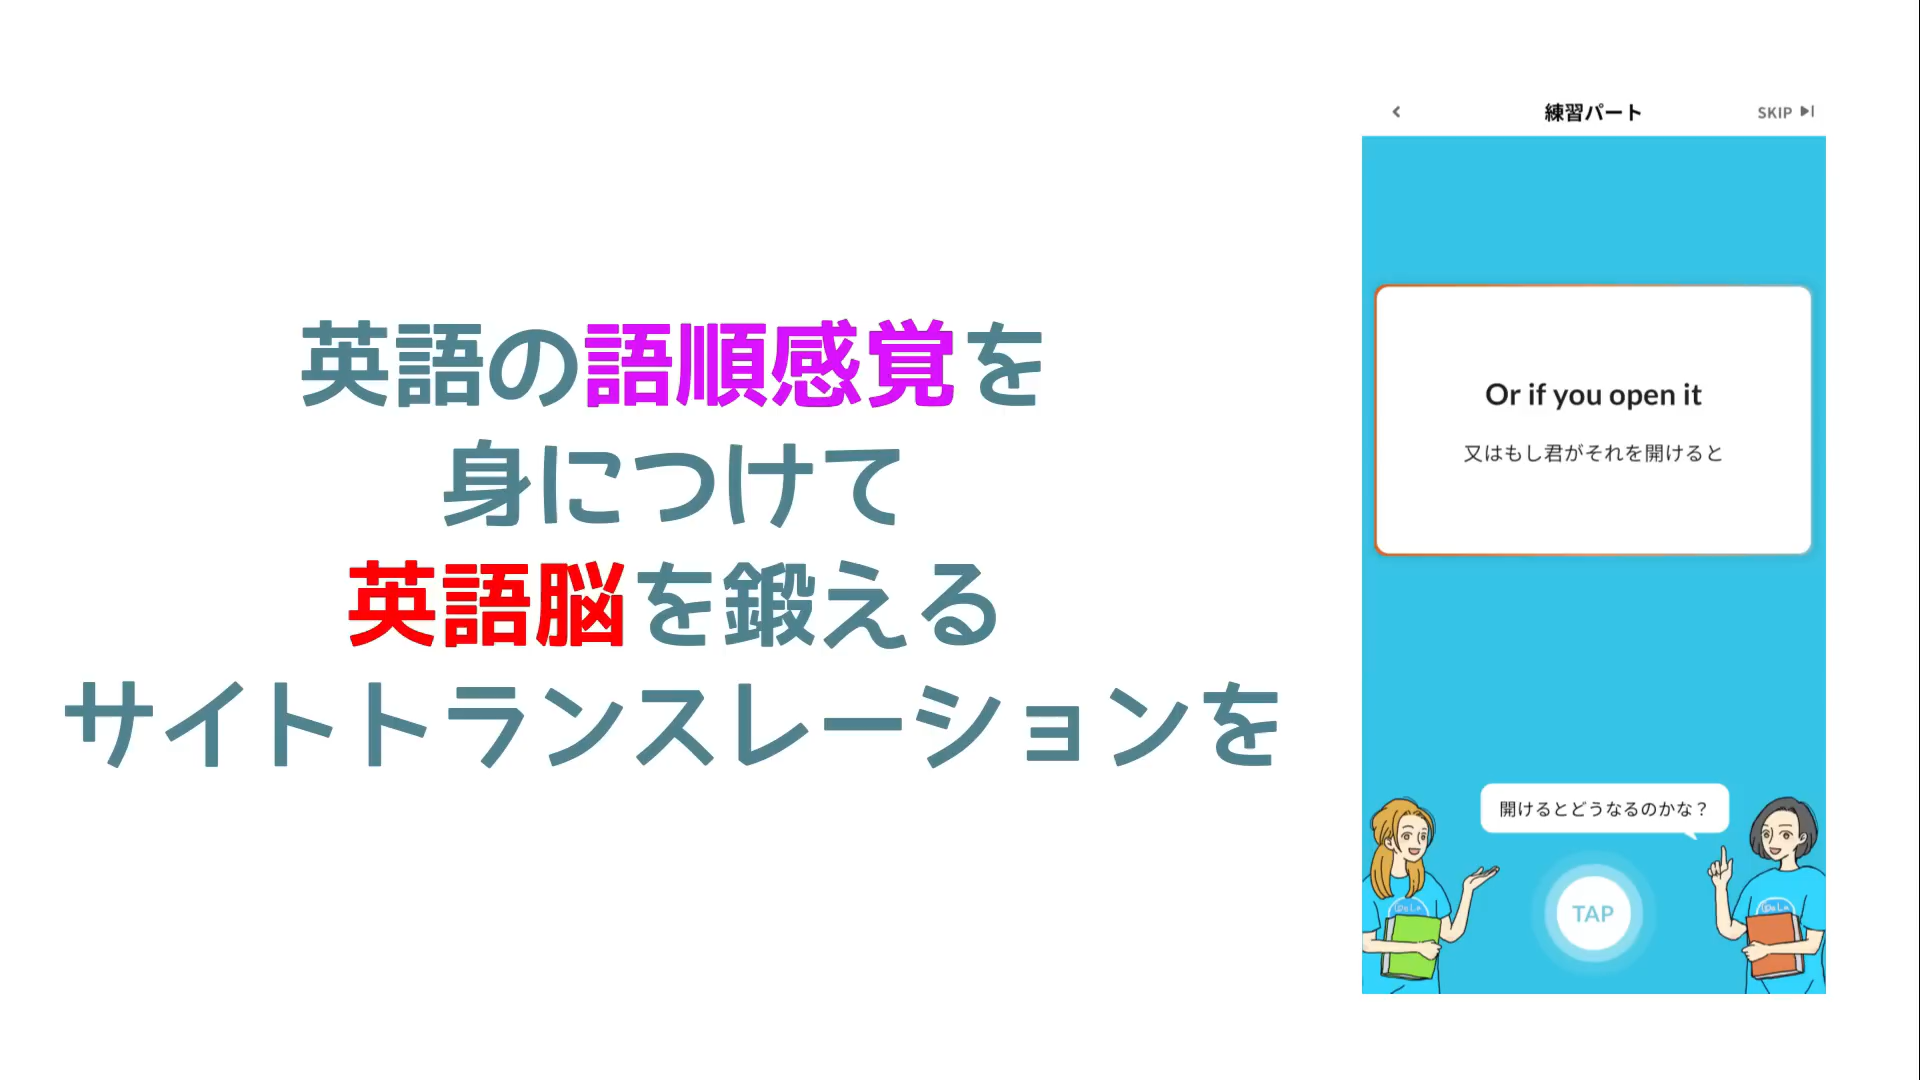 英語の語順感覚を
身につけて
英語脳を鍛える
サイトトランスレーションを
練習パート
SKIP
Or if you open it
又はもし君がそれを開けると
開けるとどうなるのかな？
TAP